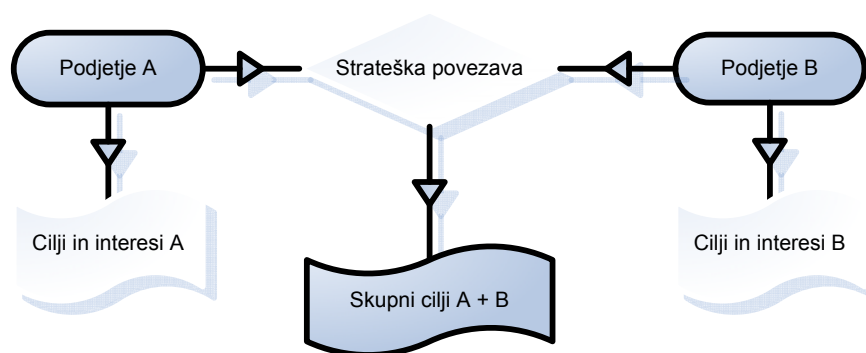 Podjetje A
Strateška povezava
Podjetje B
Cilji in interesi A
Cilji in interesi B
Skupni cilji A + B